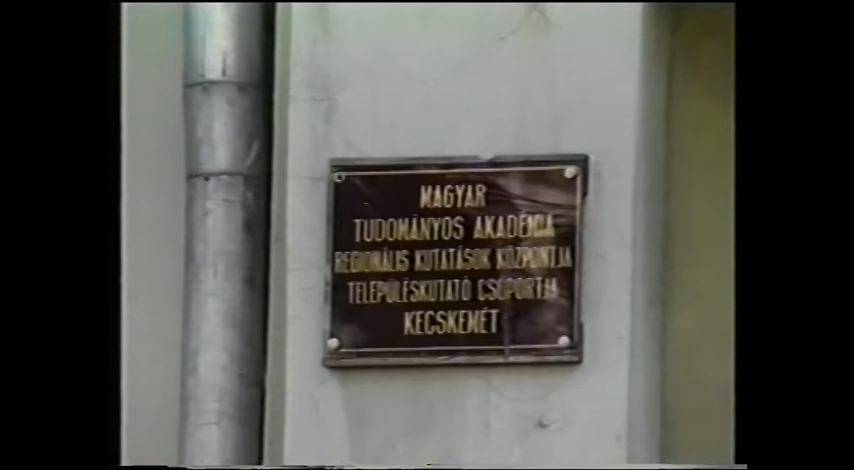 MAGYAR
TUDOMÁNYOS AKADÉMIA
REGIONÁLIS KUTATÁSOK KÖZPONTJA
TELEPÜLÉSKUTATÓ CSOPORTJA
KECSKEMÉT